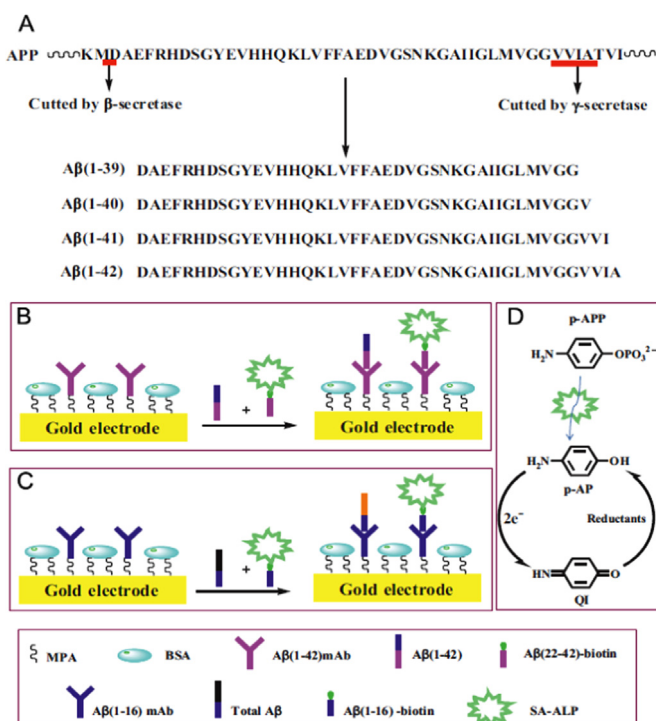 A
APP KMDAEFRHDSGYEVHHQKLVFFAEDVGSNKGAIIGLMVGGVVIATVI
Cutted by β-secretase
Cutted by γ-secretase
Aβ(1-39) DAEFRHDSGYEVHHQKLVFFAEDVGSNKGAIIGLMVGG
Aβ(1-40) DAEFRHDSGYEVHHQKLVFFAEDVGSNKGAIIGLMVGGV
Aβ(1-41) DAEFRHDSGYEVHHQKLVFFAEDVGSNKGAIIGLMVGGVVI
Aβ(1-42) DAEFRHDSGYEVHHQKLVFFAEDVGSNKGAIIGLMVGGVVIA
B
+
Gold electrode
Gold electrode
C
+
Gold electrode
Gold electrode
D
p-APP
H₂N OPO₃²⁻
H₂N OH
p-AP
2e⁻ Reductants
HN O
QI
MPA
BSA
Aβ(1-42)mAb
Aβ(1-42)
Aβ(22-42)-biotin
Aβ(1-16) mAb
Total Aβ
Aβ(1-16) -biotin
SA-ALP